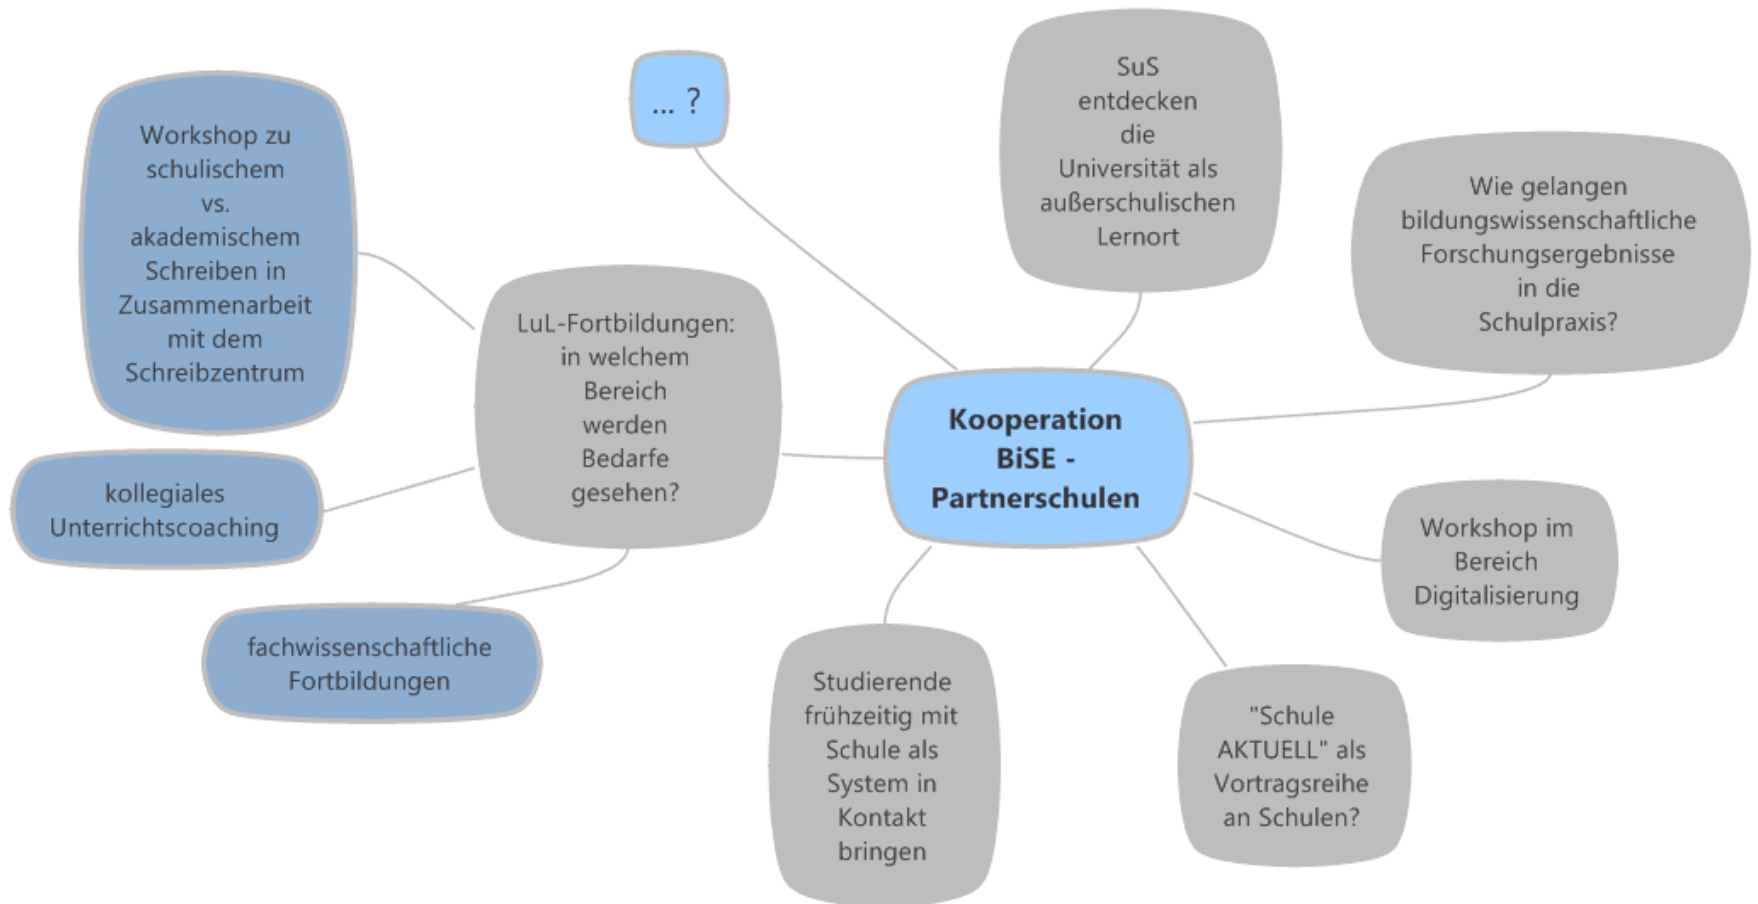 ... ?
SuS
entdecken
die
Universität als
außerschulischen
Lernort
Workshop zu
schulischem
vs.
akademischem
Schreiben in
Zusammenarbeit
mit dem
Schreibzentrum
Wie gelangen
bildungswissenschaftliche
Forschungsergebnisse
in die
Schulpraxis?
LuL-Fortbildungen:
in welchem
Bereich
werden
Bedarfe
gesehen?
Kooperation
BiSE -
Partnerschulen
kollegiales
Unterrichtscoaching
Workshop im
Bereich
Digitalisierung
fachwissenschaftliche
Fortbildungen
Studierende
frühzeitig mit
Schule als
System in
Kontakt
bringen
"Schule
AKTUELL" als
Vortragsreihe
an Schulen?